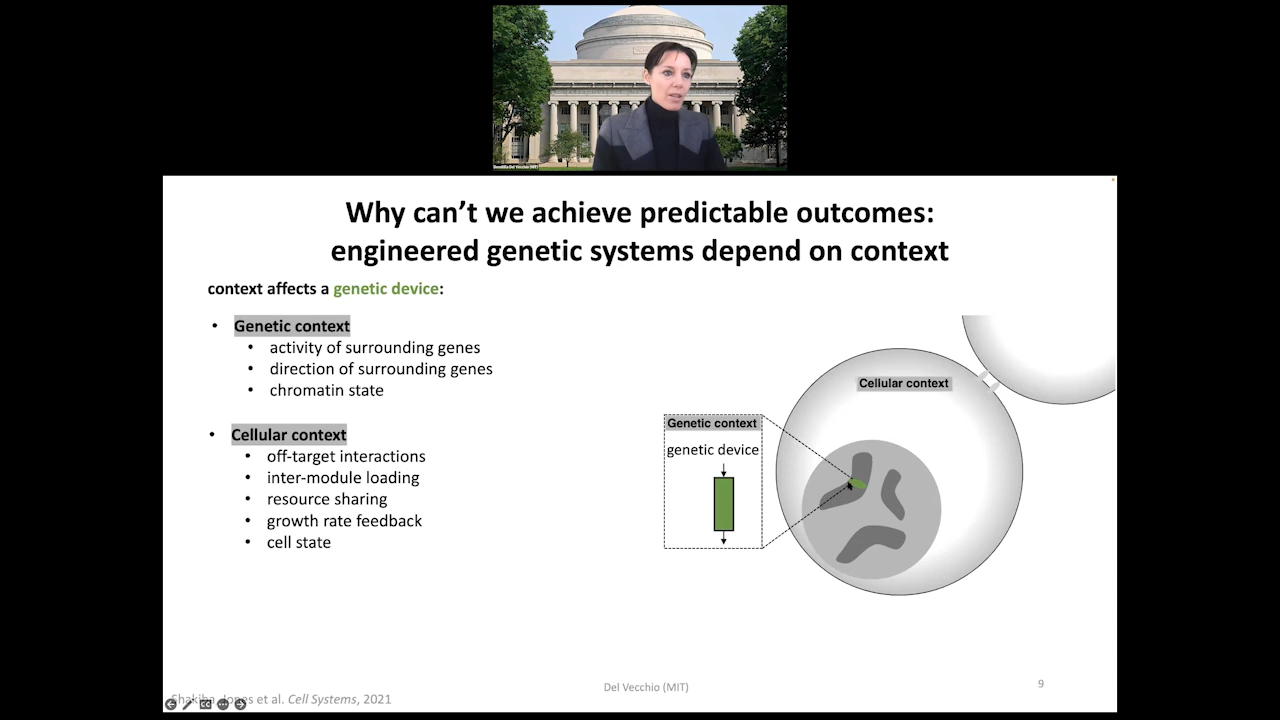 Why can't we achieve predictable outcomes:
engineered genetic systems depend on context
context affects a genetic device:
• Genetic context
• activity of surrounding genes
• direction of surrounding genes
• chromatin state
• Cellular context
• off-target interactions
• inter-module loading
• resource sharing
• growth rate feedback
• cell state
Cellular context
Genetic context
genetic device
Shakiba, Jones et al. Cell Systems, 2021
Del Vecchio (MIT)
9